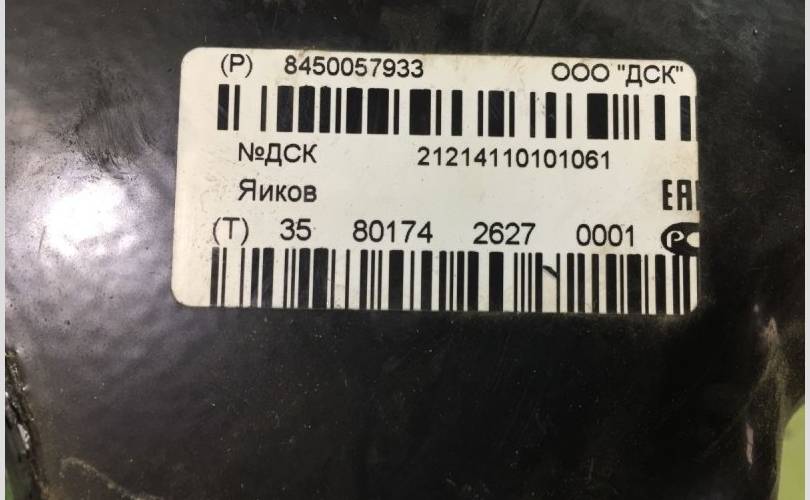 (P) 8450057933 ООО "ДСК"
№ДСК 21214110101061
Яиков
(T) 35 80174 2627 0001